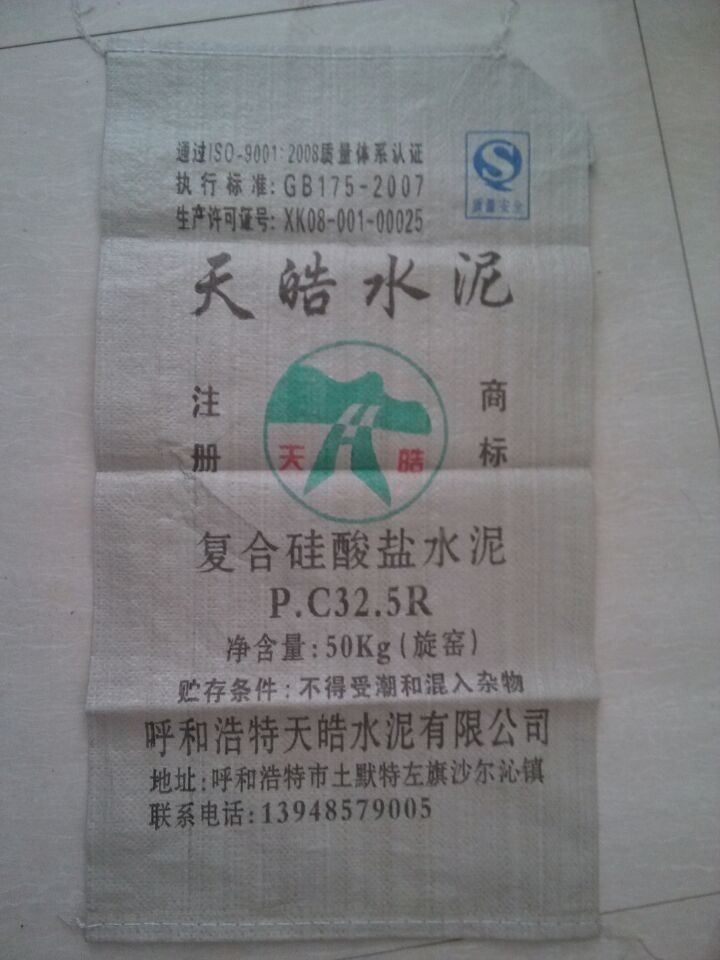 通过ISO-9001:2008质量体系认证
执行标准:GB175-2007
生产许可证号:XK08-001-00025
质量安全
天皓水泥
注册
商标
天皓
复合硅酸盐水泥
P.C32.5R
净含量:50Kg(旋窑)
贮存条件:不得受潮和混入杂物
呼和浩特天皓水泥有限公司
地址:呼和浩特市土默特左旗沙尔沁镇
联系电话:13948579005